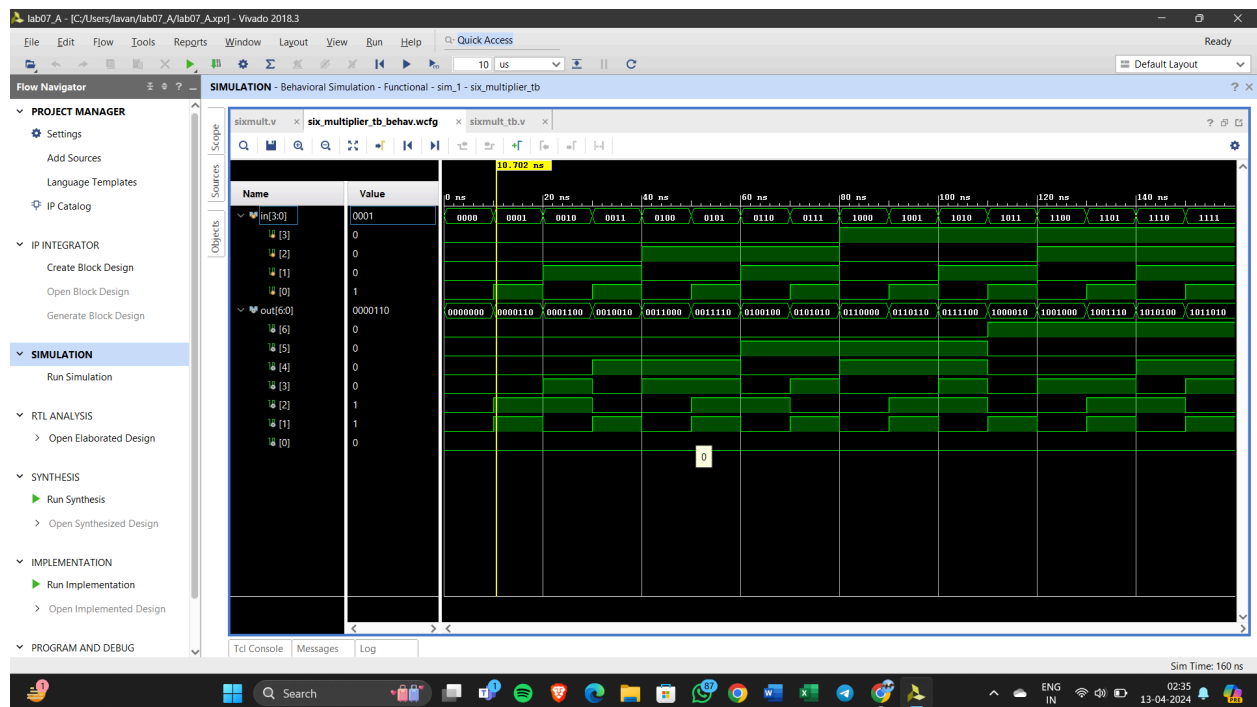 lab07_A - [C:/Users/lavan/lab07_A/lab07_A.xpr] - Vivado 2018.3
File Edit Flow Tools Reports Window Layout View Run Help Q- Quick Access Ready
10 us Default Layout
Flow Navigator
SIMULATION - Behavioral Simulation - Functional - sim_1 - six_multiplier_tb
PROJECT MANAGER
Settings
Add Sources
Language Templates
IP Catalog
IP INTEGRATOR
Create Block Design
Open Block Design
Generate Block Design
SIMULATION
Run Simulation
RTL ANALYSIS
Open Elaborated Design
SYNTHESIS
Run Synthesis
Open Synthesized Design
IMPLEMENTATION
Run Implementation
Open Implemented Design
PROGRAM AND DEBUG
Scope
Sources
Objects
sixmult.v six_multiplier_tb_behav.wcfg sixmult_tb.v
10.702 ns
Name Value
0 ns 20 ns 40 ns 60 ns 80 ns 100 ns 120 ns 140 ns
in[3:0] 0001 0000 0001 0010 0011 0100 0101 0110 0111 1000 1001 1010 1011 1100 1101 1110 1111
[3] 0
[2] 0
[1] 0
[0] 1
out[6:0] 0000110 0000000 0000110 0001100 0010010 0011000 0011110 0100100 0101010 0110000 0110110 0111100 1000010 1001000 1001110 1010100 1011010
[6] 0
[5] 0
[4] 0
[3] 0
[2] 1
[1] 1
[0] 0
0
Tcl Console Messages Log
Sim Time: 160 ns
1
Search
1
87
ENG
IN
02:35
13-04-2024
PRE